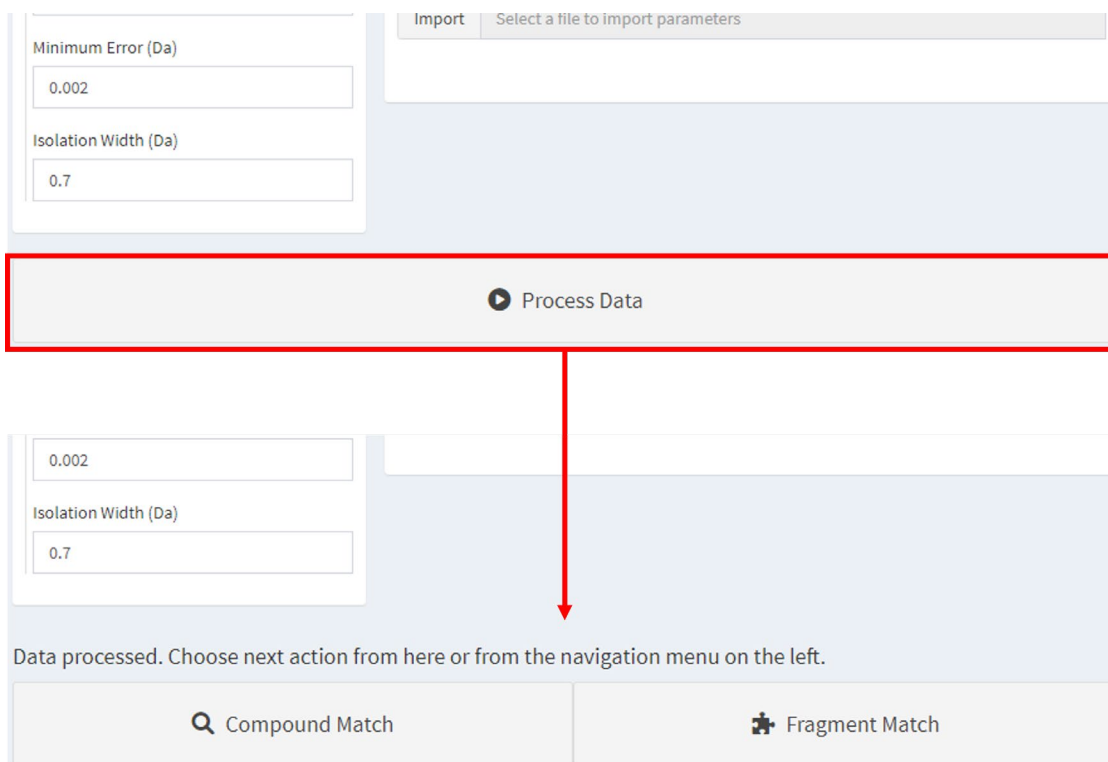 Import Select a file to import parameters
Minimum Error (Da)
0.002
Isolation Width (Da)
0.7
Process Data
0.002
Isolation Width (Da)
0.7
Data processed. Choose next action from here or from the navigation menu on the left.
Compound Match
Fragment Match